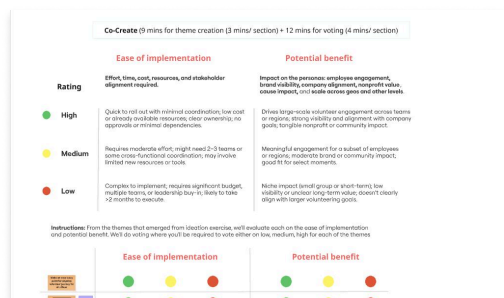 Co-Create (9 mins for theme creation (3 mins/ section) + 12 mins for voting (4 mins/ section)
Ease of implementation
Potential benefit
Rating
Effort, time, cost, resources, and stakeholder
alignment required.
Impact on the personas: employee engagement,
brand visibility, company alignment, nonprofit value,
cause impact, and scale across geos and other levels.
High
Quick to roll out with minimal coordination; low cost
or already available resources, clear ownership; no
approvals or minimal dependencies.
Drives large-scale volunteer engagement across teams
or regions; strong visibility and alignment with company
goals; tangible nonprofit or community impact.
Medium
Requires moderate effort; might need 2-3 teams or
some cross-functional coordination; may involve
limited new resources or tools.
Meaningful engagement for a subset of employees
or regions; moderate brand or community impact;
good fit for select moments.
Low
Complex to implement; requires significant budget,
multiple teams, or leadership buy-in; likely to take
>2 months to execute.
Niche impact (small group or short-term), low
visibility or unclear long-term value; doesn't clearly
align with larger volunteering goals.
Instructions: From the themes that emerged from ideation exercise, we'll evaluate each on the ease of implementation
and potential benefit. We'll do voting where you'll be required to vote either on low, medium, high for each of the themes
Ease of implementation
Potential benefit